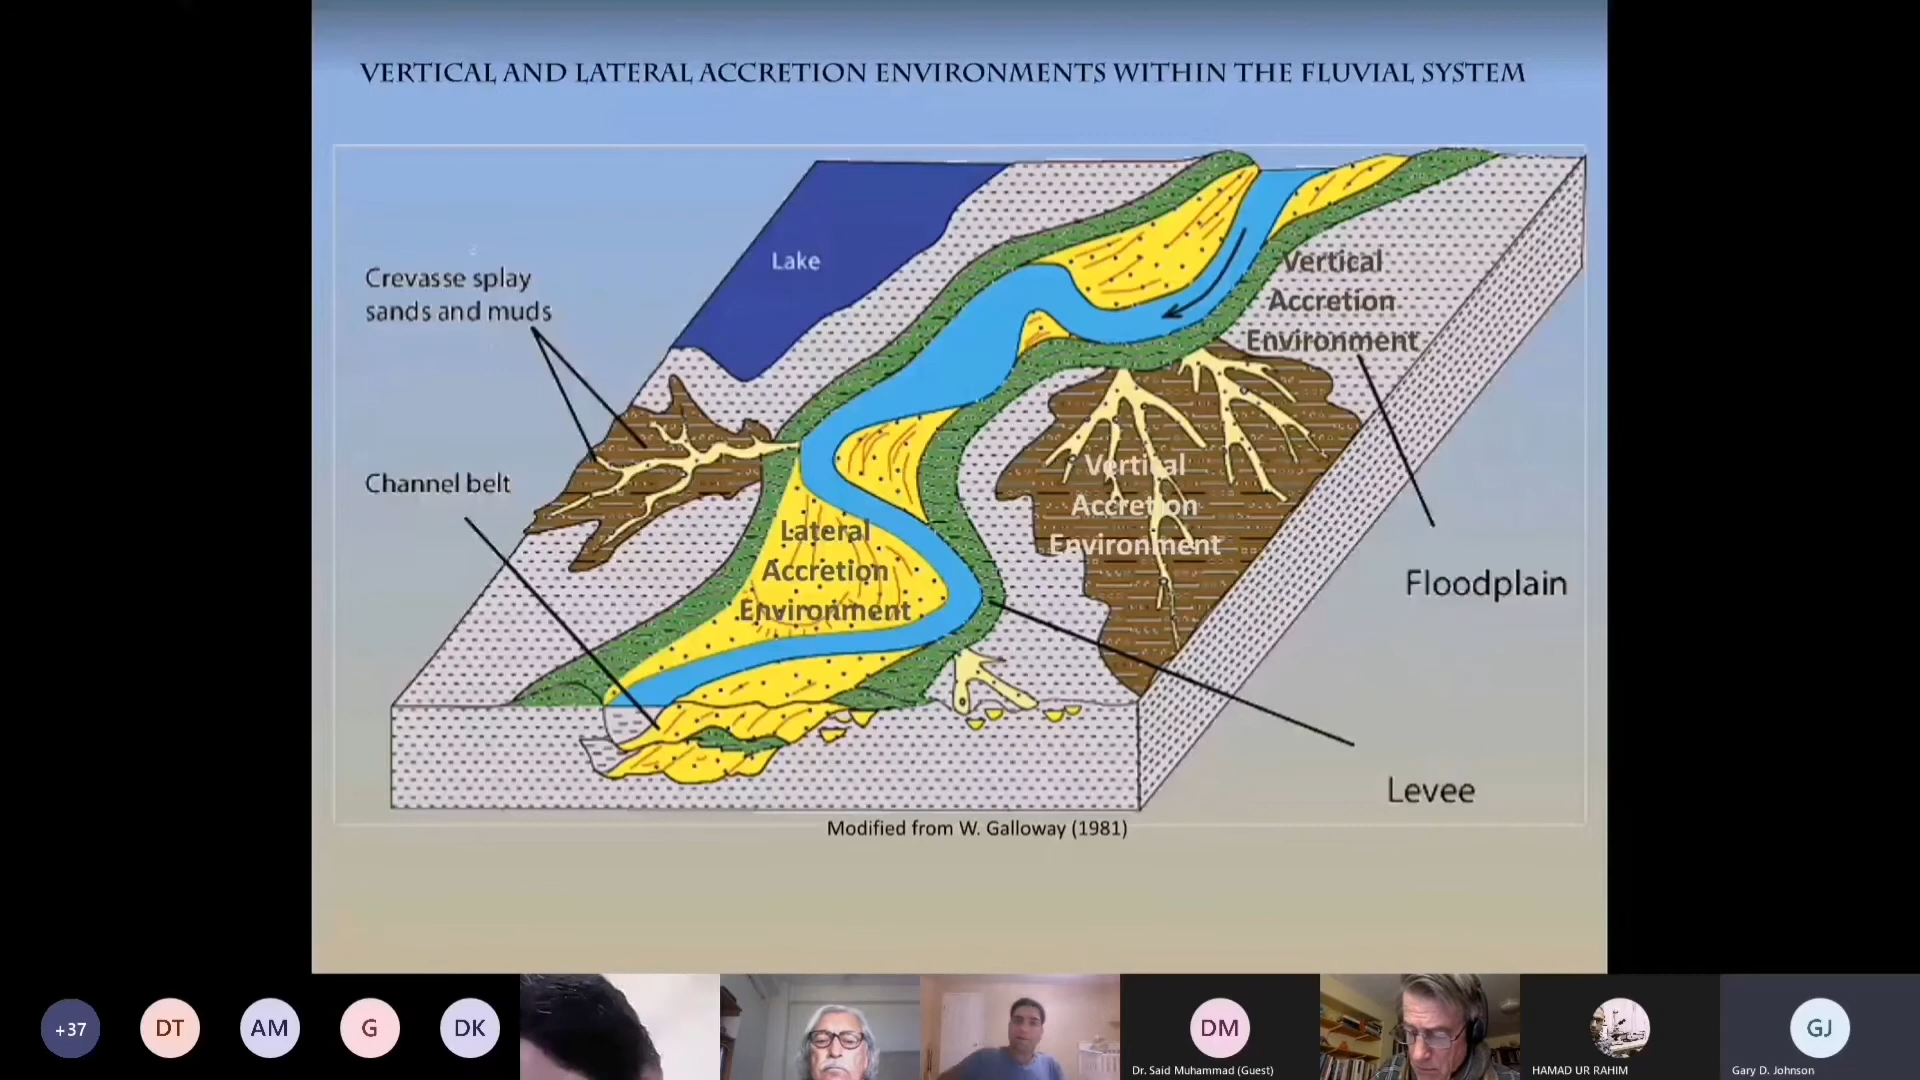 VERTICAL AND LATERAL ACCRETION ENVIRONMENTS WITHIN THE FLUVIAL SYSTEM
Lake
Crevasse splay
sands and muds
Vertical
Accretion
Environment
Channel belt
Vertical
Accretion
Environment
Lateral
Accretion
Environment
Floodplain
Levee
Modified from W. Galloway (1981)
+37
DT
AM
G
DK
DM
GJ
Dr. Said Muhammad (Guest)
HAMAD UR RAHIM
Gary D. Johnson